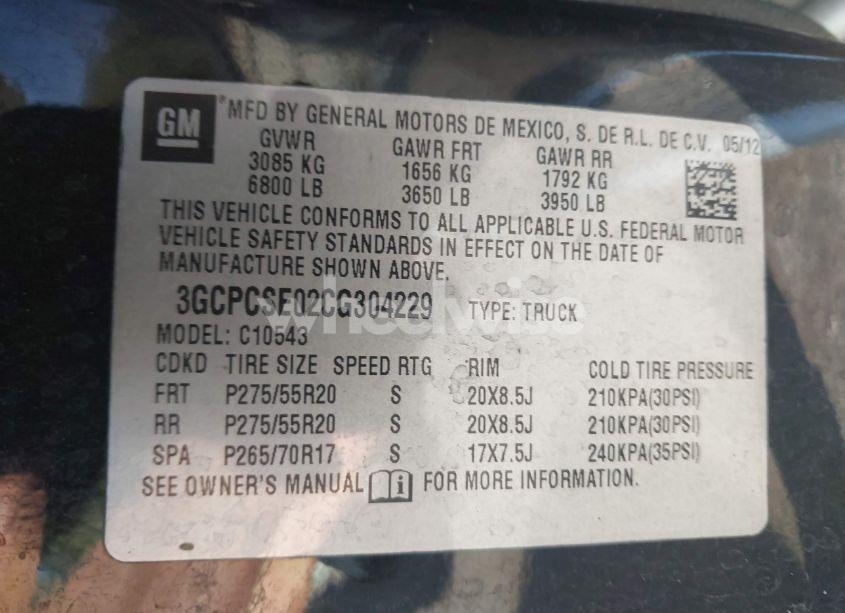 GM
*MFD BY GENERAL MOTORS DE MEXICO, S. DE R.L. DE C.V. 05/12
GVWR GAWR FRT GAWR RR
3085 KG 1656 KG 1792 KG
6800 LB 3650 LB 3950 LB
THIS VEHICLE CONFORMS TO ALL APPLICABLE U.S. FEDERAL MOTOR
VEHICLE SAFETY STANDARDS IN EFFECT ON THE DATE OF
MANUFACTURE SHOWN ABOVE.
3GCPCSE02CG304229 TYPE: TRUCK
MODEL: C10543
CDKD TIRE SIZE SPEED RTG RIM COLD TIRE PRESSURE
FRT P275/55R20 S 20X8.5J 210KPA(30PSI)
RR P275/55R20 S 20X8.5J 210KPA(30PSI)
SPA P265/70R17 S 17X7.5J 240KPA(35PSI)
SEE OWNER'S MANUAL i FOR MORE INFORMATION.